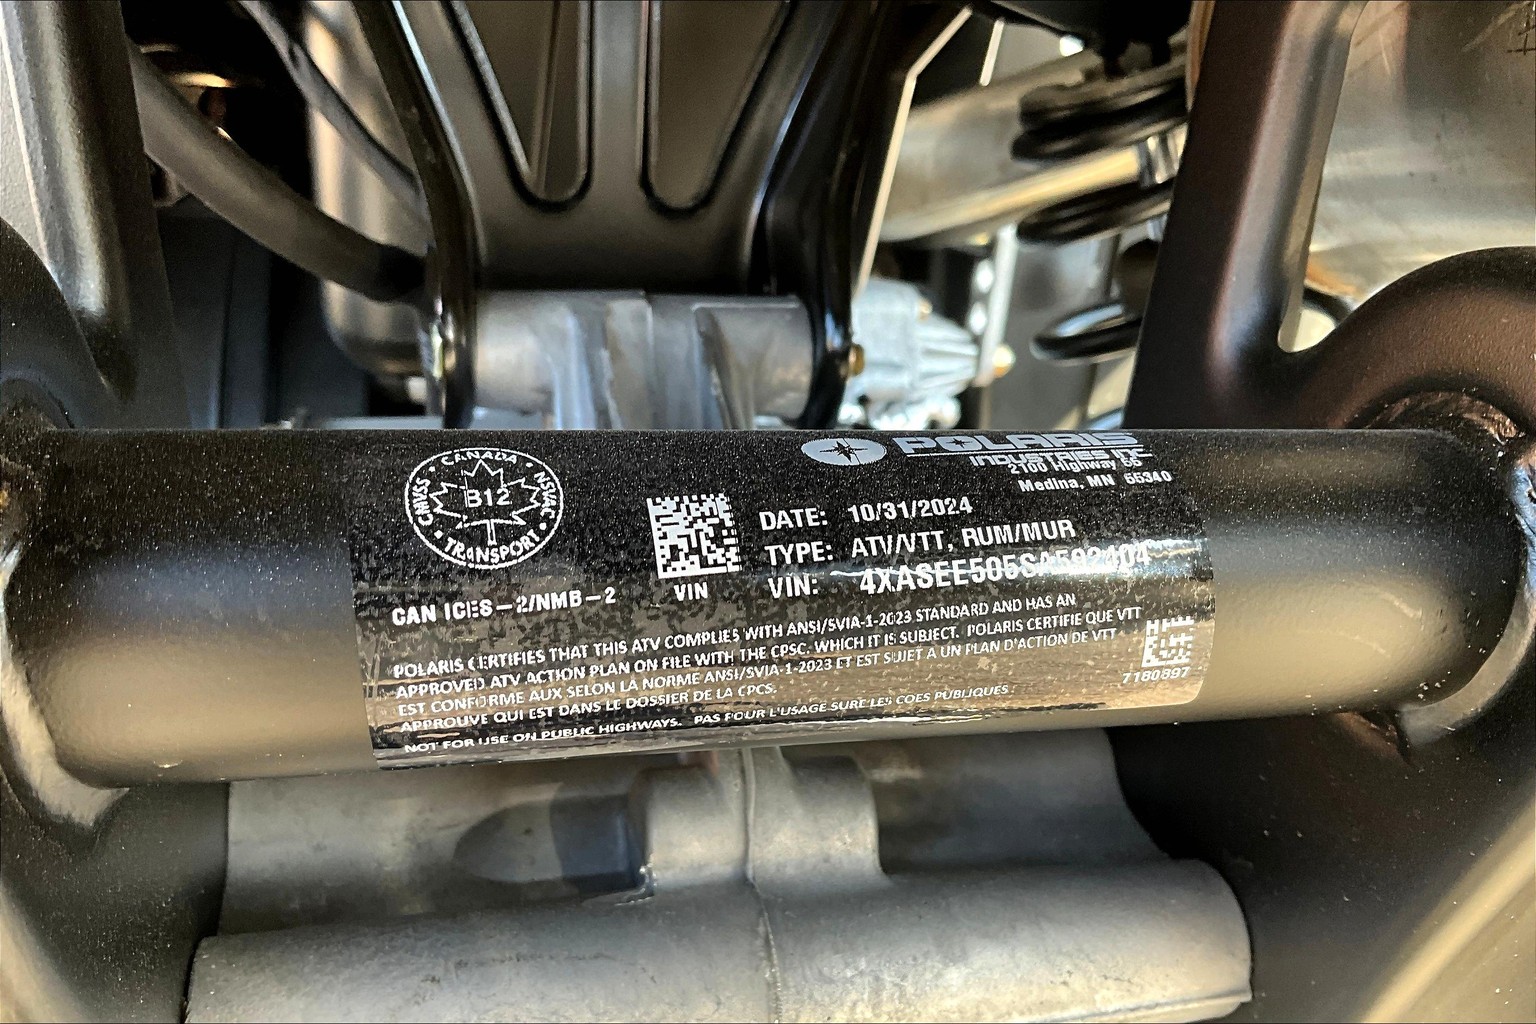 CANADA
CMVSS
NSVAC
B12
TRANSPORT
CAN ICES-2/NMB-2
POLARIS
INDUSTRIES INC
2100 Highway 55
Medina, MN 55340
DATE: 10/31/2024
TYPE: ATV/VTT, RUM/MUR
VIN: 4XASEE505SA592404
VIN
POLARIS CERTIFIES THAT THIS ATV COMPLIES WITH ANSI/SVIA-1-2023 STANDARD AND HAS AN
APPROVED ATV ACTION PLAN ON FILE WITH THE CPSC. WHICH IT IS SUBJECT. POLARIS CERTIFIE QUE VTT
EST CONFORME AUX SELON LA NORME ANSI/SVIA-1-2023 ET EST SUJET A UN PLAN D'ACTION DE VTT
APPROUVE QUI EST DANS LE DOSSIER DE LA CPCS.
NOT FOR USE ON PUBLIC HIGHWAYS. PAS POUR L'USAGE SURE LES COES PUBLIQUES
7180897